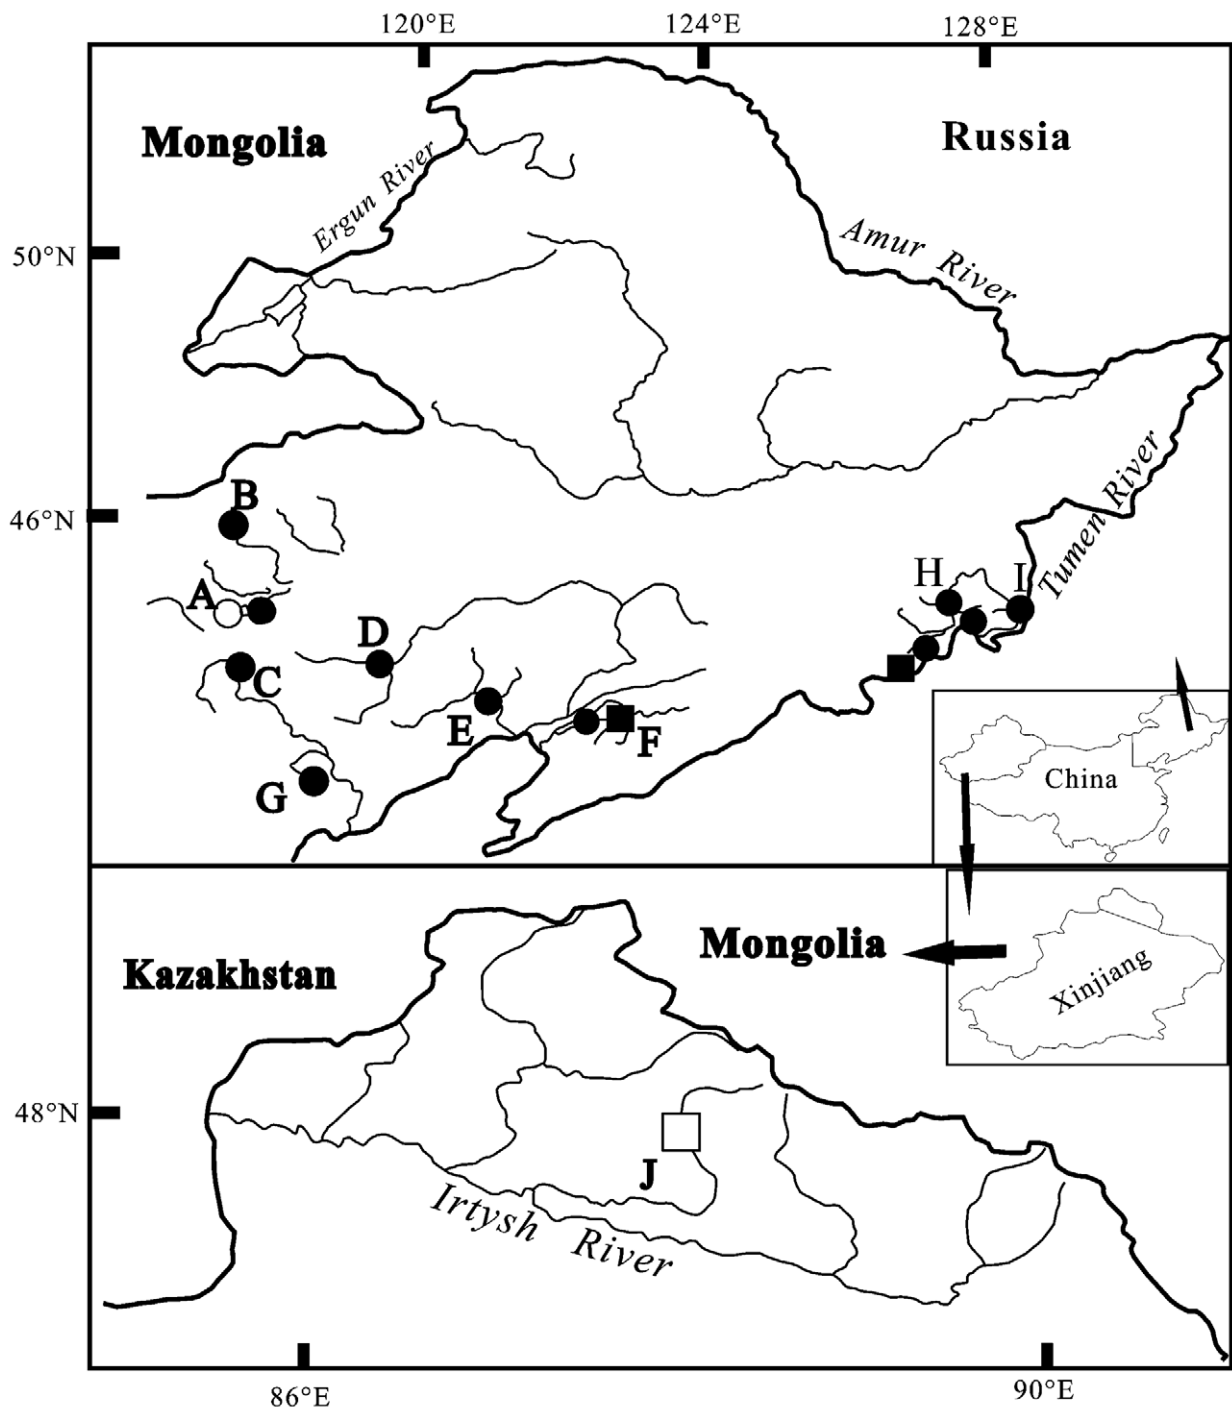 120°E
124°E
128°E
Mongolia
Russia
Ergun River
50°N
Amur River
B
46°N
Tumen River
H
I
A
D
C
E
F
G
China
Mongolia
Kazakhstan
Xinjiang
48°N
J
Irtysh River
86°E
90°E